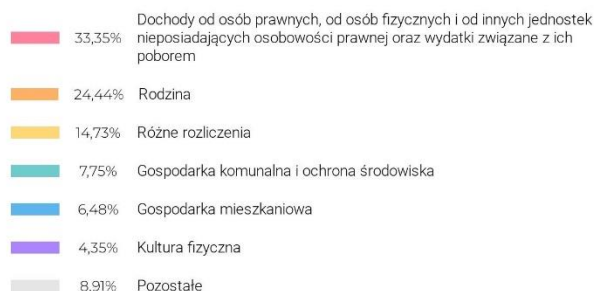 Dochody od osób prawnych, od osób fizycznych i od innych jednostek
33,35% nieposiadających osobowości prawnej oraz wydatki związane z ich
poborem
24,44% Rodzina
14,73% Różne rozliczenia
7,75% Gospodarka komunalna i ochrona środowiska
6,48% Gospodarka mieszkaniowa
4,35% Kultura fizyczna
8,91% Pozostałe